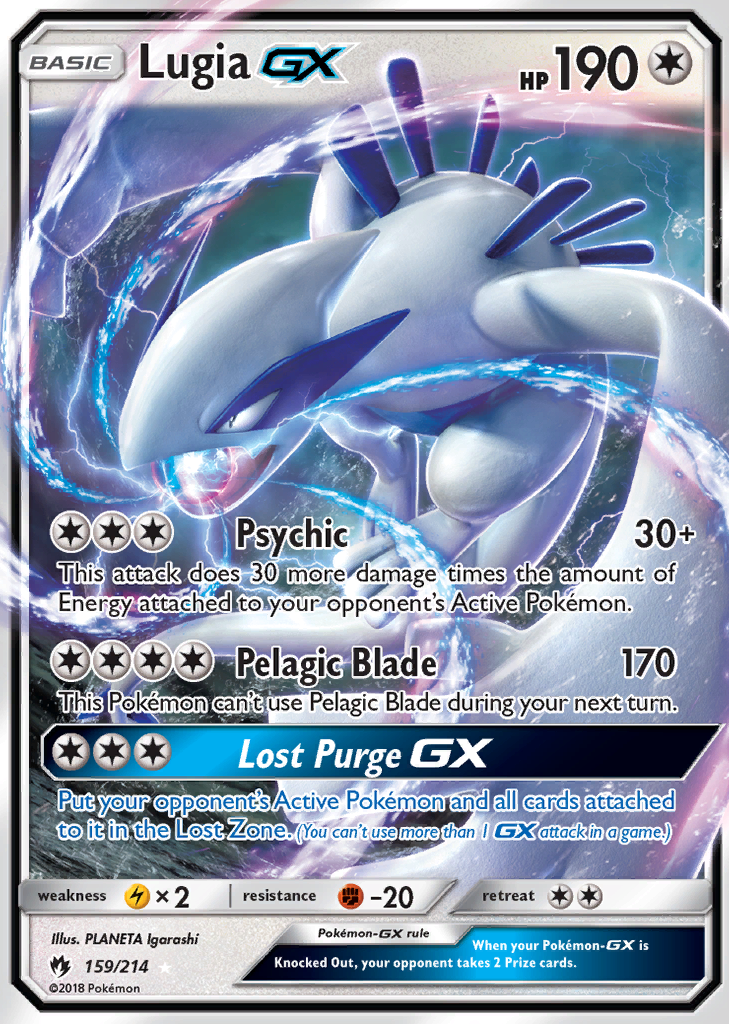 BASIC Lugia GX HP 190
Psychic 30+
This attack does 30 more damage times the amount of
Energy attached to your opponent's Active Pokémon.
Pelagic Blade 170
This Pokémon can't use Pelagic Blade during your next turn.
Lost Purge GX
Put your opponent's Active Pokémon and all cards attached
to it in the Lost Zone. (You can't use more than 1 GX attack in a game.)
weakness ×2 resistance -20 retreat
Illus. PLANETA Igarashi
Pokémon-GX rule
When your Pokémon-GX is
Knocked Out, your opponent takes 2 Prize cards.
159/214
©2018 Pokémon